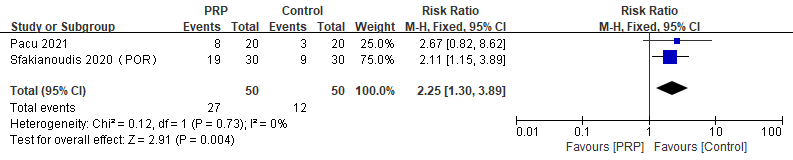 PRP Control Risk Ratio Risk Ratio
Study or Subgroup Events Total Events Total Weight M-H, Fixed, 95% CI M-H, Fixed, 95% CI
Pacu 2021 8 20 3 20 25.0% 2.67 [0.82, 8.62]
Sfakianoudis 2020 (POR) 19 30 9 30 75.0% 2.11 [1.15, 3.89]
Total (95% CI) 50 50 100.0% 2.25 [1.30, 3.89]
Total events 27 12
Heterogeneity: Chi² = 0.12, df = 1 (P = 0.73); I² = 0%
Test for overall effect: Z = 2.91 (P = 0.004)
0.01 0.1 1 10 100
Favours [PRP] Favours [Control]